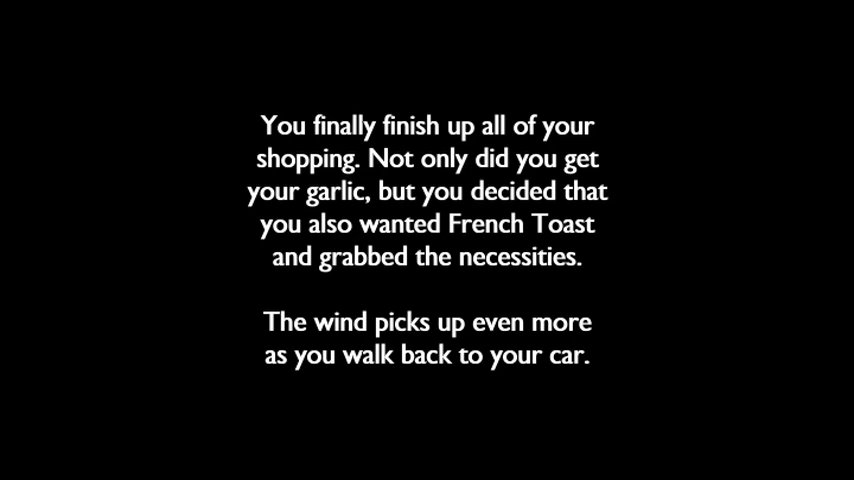 You finally finish up all of your
shopping. Not only did you get
your garlic, but you decided that
you also wanted French Toast
and grabbed the necessities.
The wind picks up even more
as you walk back to your car.